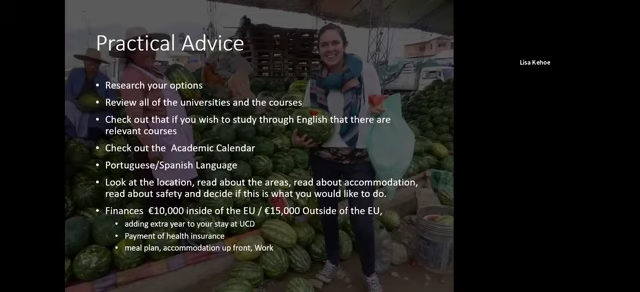 Practical Advice
Lisa Kehoe
• Research your options
• Review all of the universities and the courses
• Check out that if you wish to study through English that there are
relevant courses
• Check out the Academic Calendar
• Portuguese/Spanish Language
• Look at the location, read about the areas, read about accommodation,
read about safety and decide if this is what you would like to do.
• Finances €10,000 inside of the EU / €15,000 Outside of the EU,
• adding extra year to your stay at UCD
• Payment of health insurance
• meal plan, accommodation up front, Work